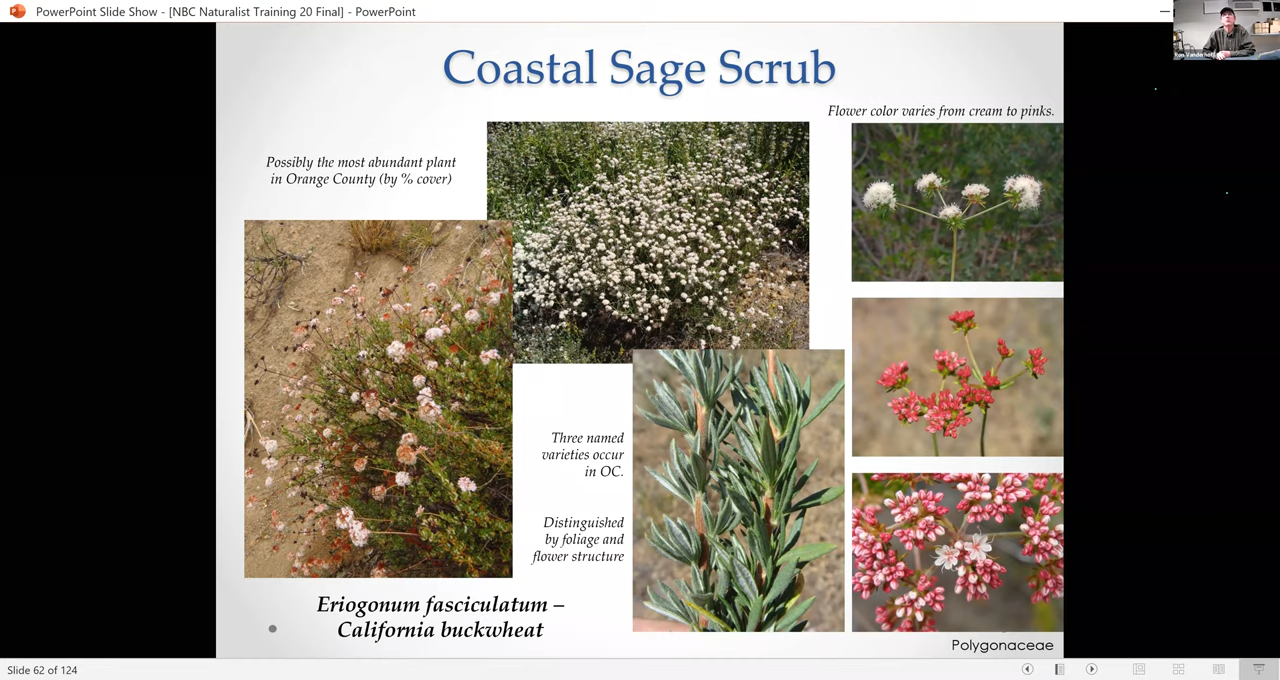 PowerPoint Slide Show - [NBC Naturalist Training 20 Final] - PowerPoint
Coastal Sage Scrub
Flower color varies from cream to pinks.
Possibly the most abundant plant
in Orange County (by % cover)
Three named
varieties occur
in OC.
Distinguished
by foliage and
flower structure
Eriogonum fasciculatum –
California buckwheat
Polygonaceae
Slide 62 of 124